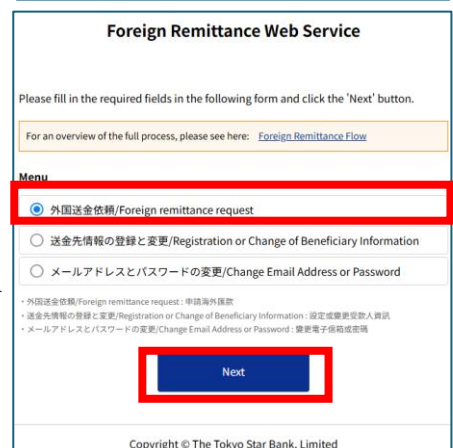 Foreign Remittance Web Service
Please fill in the required fields in the following form and click the 'Next' button.
For an overview of the full process, please see here: Foreign Remittance Flow
Menu
外国送金依頼/Foreign remittance request
送金先情報の登録と変更/Registration or Change of Beneficiary Information
メールアドレスとパスワードの変更/Change Email Address or Password
・外国送金依頼/Foreign remittance request : 申請海外匯款
・送金先情報の登録と変更/Registration or Change of Beneficiary Information : 設定或變更受款人資訊
・メールアドレスとパスワードの変更/Change Email Address or Password : 變更電子信箱或密碼
Next
Copyright © The Tokyo Star Bank, Limited